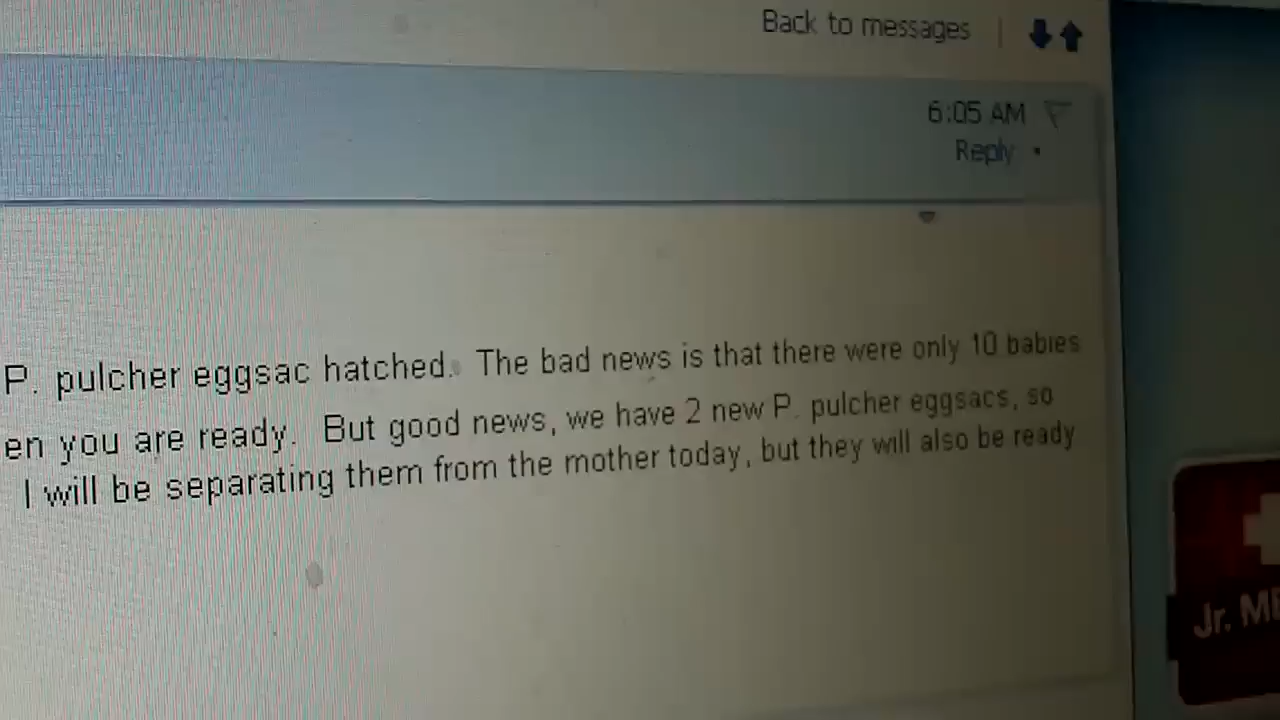 Back to messages |
6:05 AM
Reply
P. pulcher eggsac hatched. The bad news is that there were only 10 babies
en you are ready. But good news, we have 2 new P. pulcher eggsacs, so
I will be separating them from the mother today, but they will also be ready
Jr.